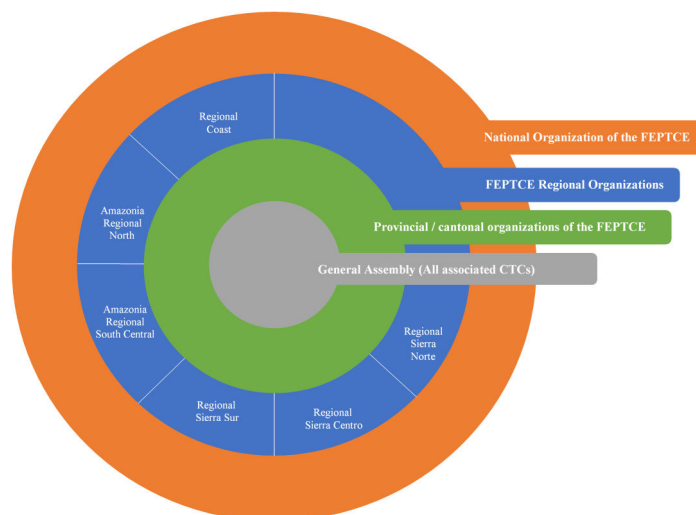 Regional
Coast
National Organization of the FEPTCE
FEPTCE Regional Organizations
Amazonia
Regional
North
Provincial / cantonal organizations of the FEPTCE
General Assembly (All associated CTCs)
Amazonia
Regional
South Central
Regional
Sierra
Norte
Regional
Sierra Sur
Regional
Sierra Centro